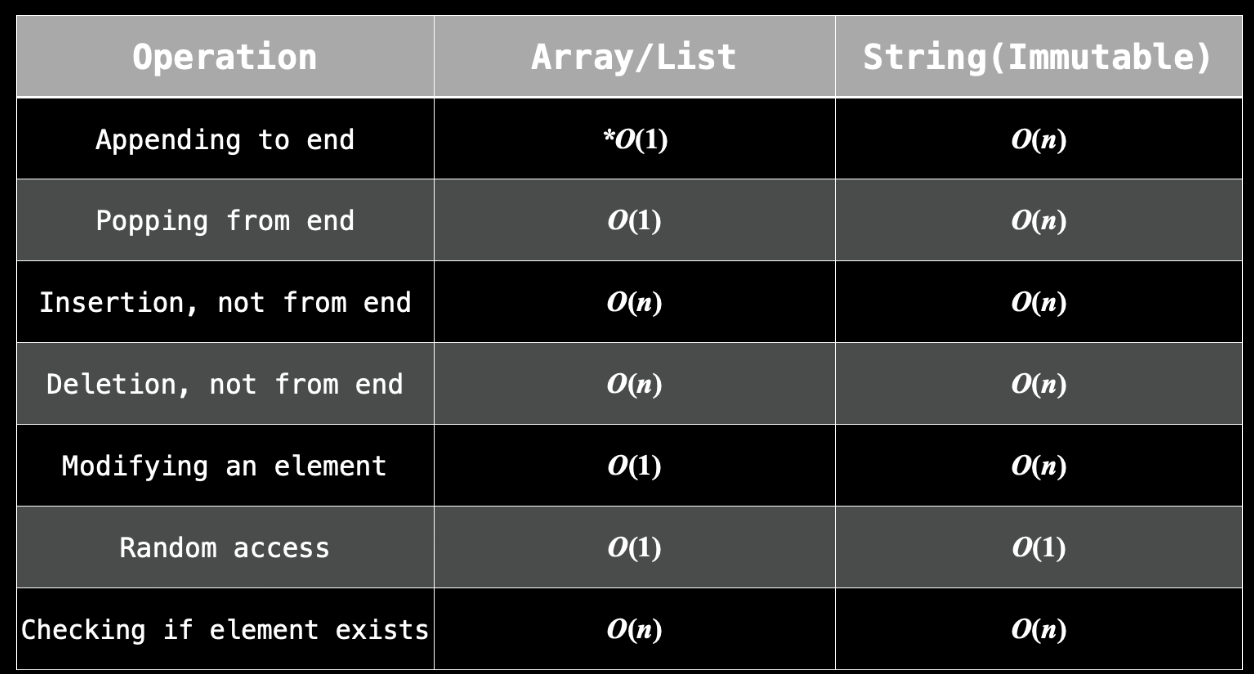 Operation Array/List String(Immutable)
Appending to end *O(1) O(n)
Popping from end O(1) O(n)
Insertion, not from end O(n) O(n)
Deletion, not from end O(n) O(n)
Modifying an element O(1) O(n)
Random access O(1) O(1)
Checking if element exists O(n) O(n)